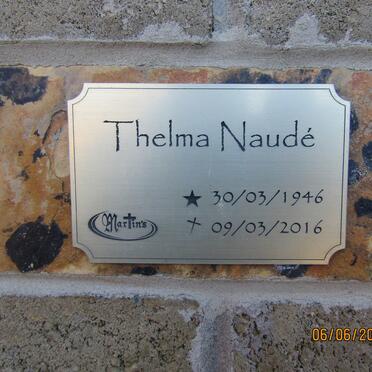 Thelma Naudé
★ 30/03/1946
Martin's
✝ 09/03/2016
06/06/20